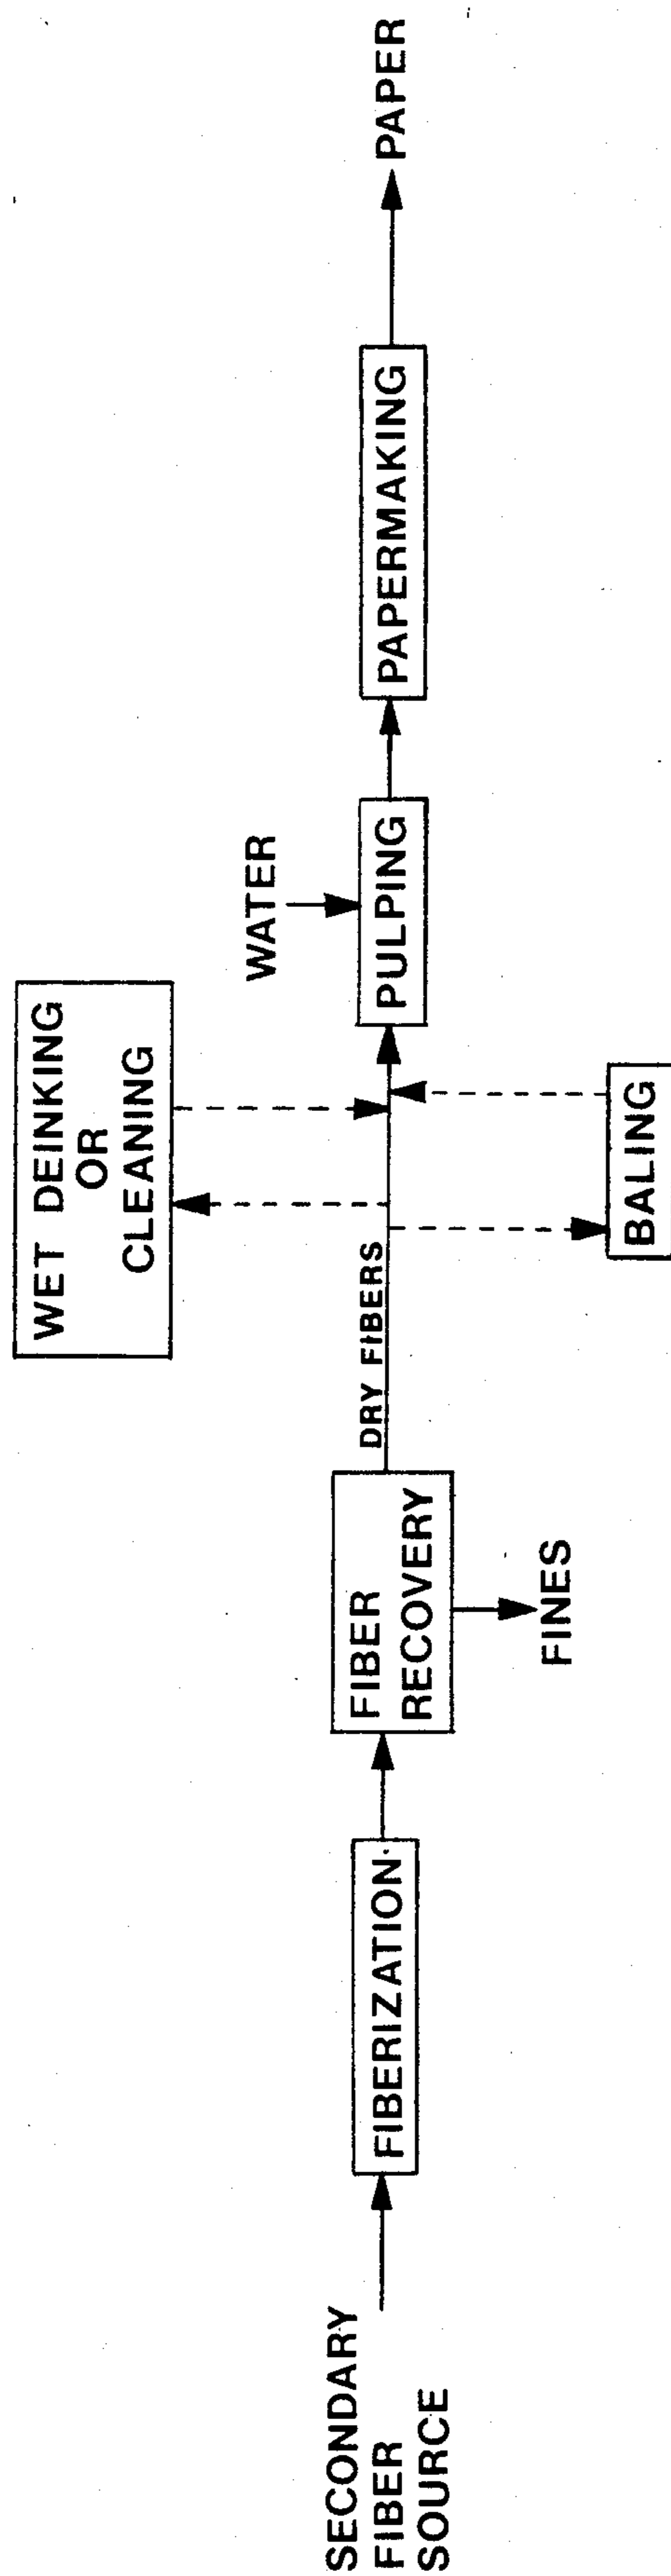 SECONDARY
FIBER
SOURCE
FIBERIZATION
FIBER
RECOVERY
FINES
DRY FIBERS
WET DEINKING
OR
CLEANING
BALING
WATER
PULPING
PAPERMAKING
PAPER